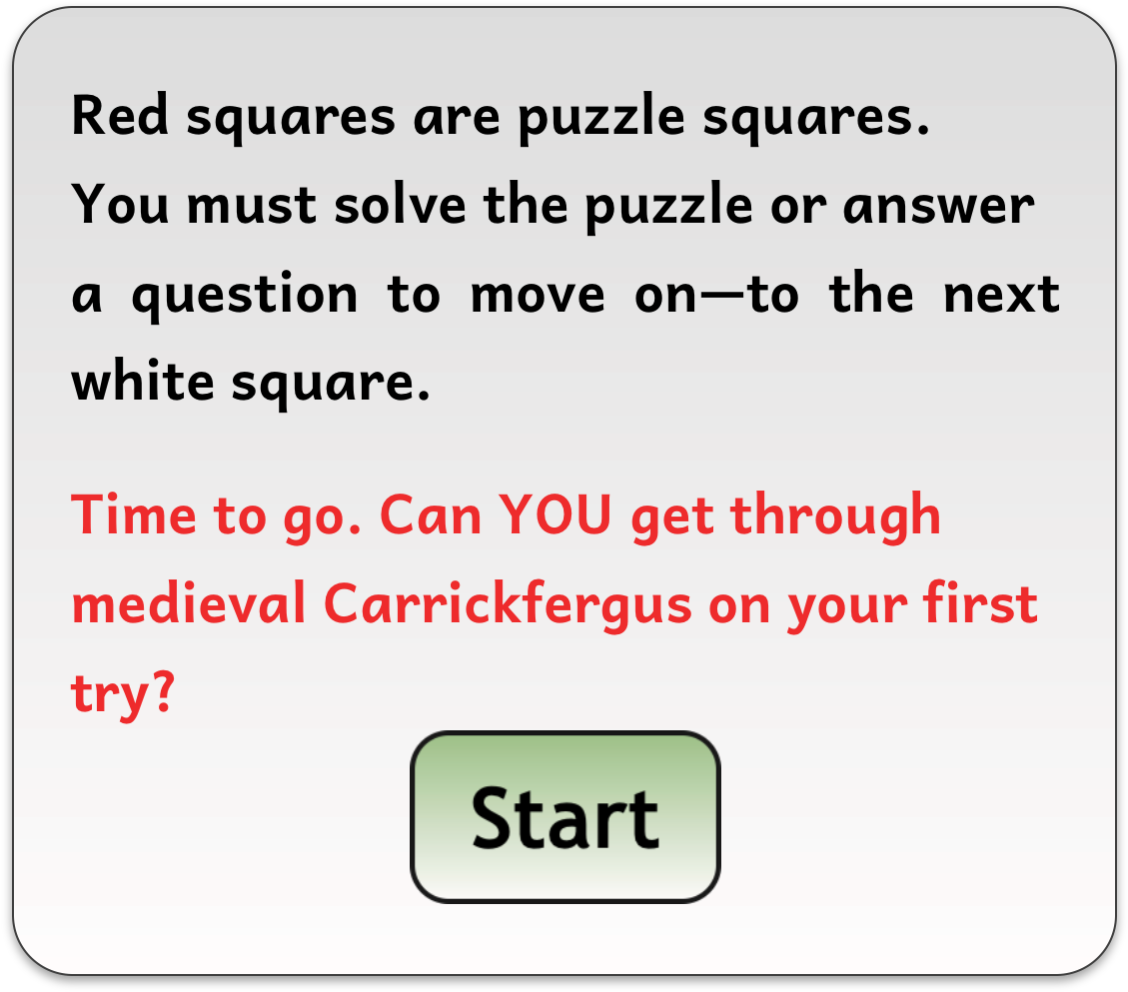 Red squares are puzzle squares.
You must solve the puzzle or answer
a question to move on—to the next
white square.
Time to go. Can YOU get through
medieval Carrickfergus on your first
try?
Start